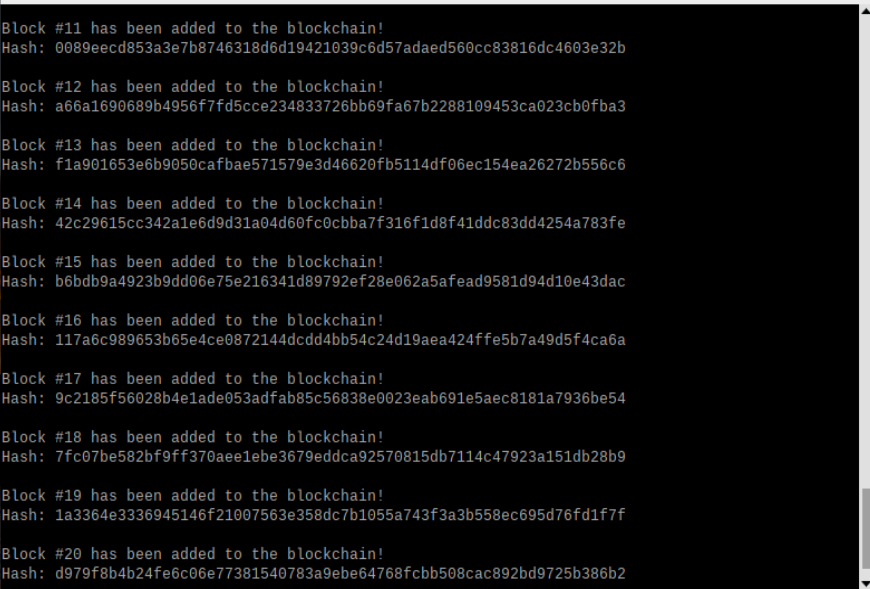 Block #11 has been added to the blockchain!
Hash: 0089eecd853a3e7b8746318d6d19421039c6d57adaed560cc83816dc4603e32b
Block #12 has been added to the blockchain!
Hash: a66a1690689b4956f7fd5cce234833726bb69fa67b2288109453ca023cb0fba3
Block #13 has been added to the blockchain!
Hash: f1a901653e6b9050cafbae571579e3d46620fb5114df06ec154ea26272b556c6
Block #14 has been added to the blockchain!
Hash: 42c29615cc342a1e6d9d31a04d60fc0cbba7f316f1d8f41ddc83dd4254a783fe
Block #15 has been added to the blockchain!
Hash: b6bdb9a4923b9dd06e75e216341d89792ef28e062a5afead9581d94d10e43dac
Block #16 has been added to the blockchain!
Hash: 117a6c989653b65e4ce0872144dcdd4bb54c24d19aea424ffe5b7a49d5f4ca6a
Block #17 has been added to the blockchain!
Hash: 9c2185f56028b4e1ade053adfab85c56838e0023eab691e5aec8181a7936be54
Block #18 has been added to the blockchain!
Hash: 7fc07be582bf9ff370aee1ebe3679eddca92570815db7114c47923a151db28b9
Block #19 has been added to the blockchain!
Hash: 1a3364e3336945146f21007563e358dc7b1055a743f3a3b558ec695d76fd1f7f
Block #20 has been added to the blockchain!
Hash: d979f8b4b24fe6c06e77381540783a9ebe64768fcbb508cac892bd9725b386b2